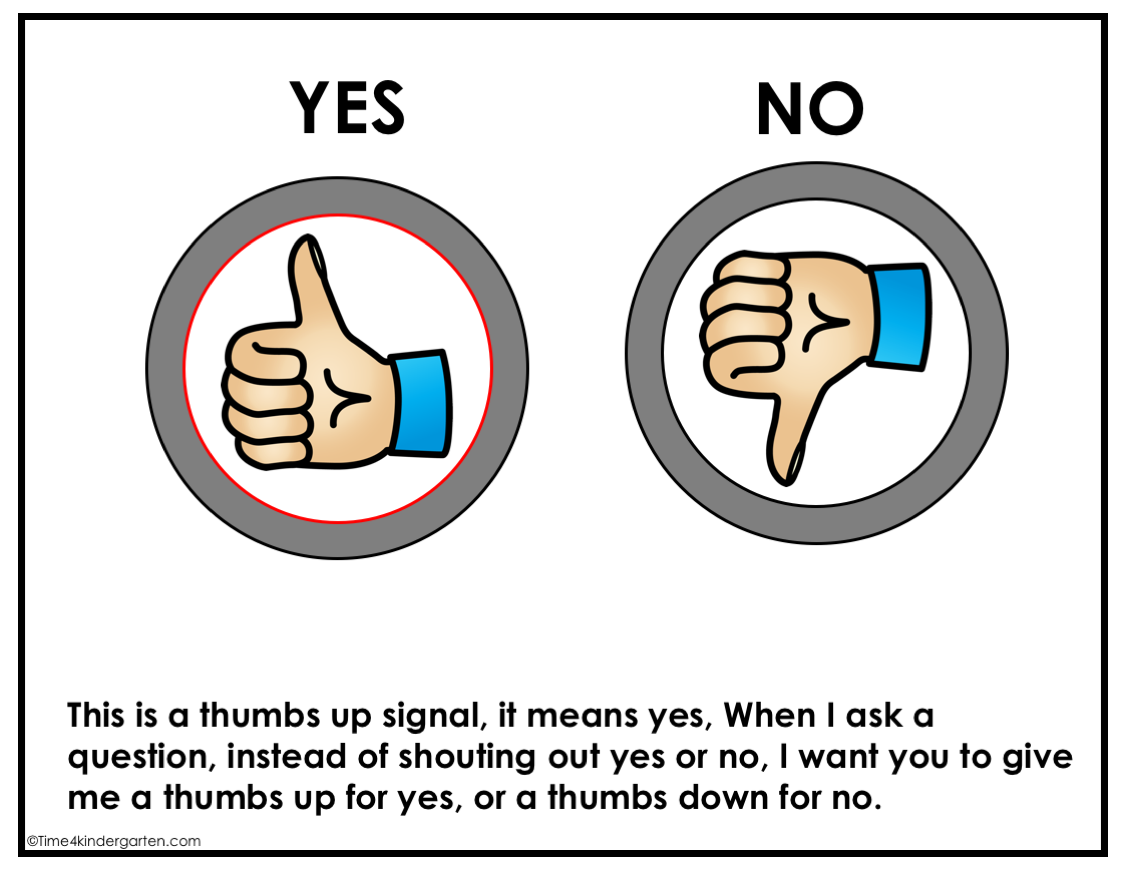 YES NO
This is a thumbs up signal, it means yes, When I ask a
question, instead of shouting out yes or no, I want you to give
me a thumbs up for yes, or a thumbs down for no.
©Time4kindergarten.com